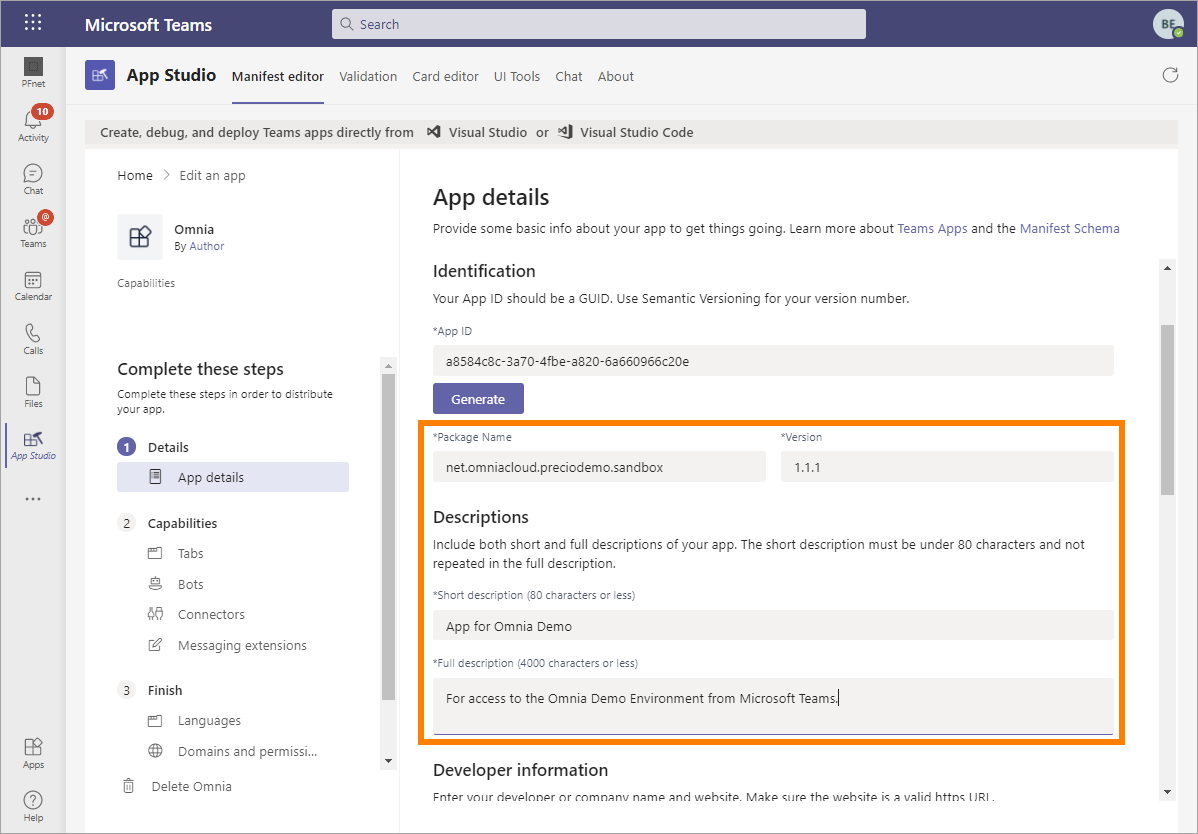 Microsoft Teams
Search
BE
PFnet
10
Activity
Chat
@
Teams
Calendar
Calls
Files
App Studio
Apps
Help
App Studio
Manifest editor
Validation
Card editor
UI Tools
Chat
About
Create, debug, and deploy Teams apps directly from Visual Studio or Visual Studio Code
Home > Edit an app
Omnia
By Author
Capabilities
Complete these steps
Complete these steps in order to distribute
your app.
1 Details
App details
2 Capabilities
Tabs
Bots
Connectors
Messaging extensions
3 Finish
Languages
Domains and permissi...
Delete Omnia
App details
Provide some basic info about your app to get things going. Learn more about Teams Apps and the Manifest Schema
Identification
Your App ID should be a GUID. Use Semantic Versioning for your version number.
*App ID
a8584c8c-3a70-4fbe-a820-6a660966c20e
Generate
*Package Name
*Version
net.omniacloud.preciodemo.sandbox
1.1.1
Descriptions
Include both short and full descriptions of your app. The short description must be under 80 characters and not
repeated in the full description.
*Short description (80 characters or less)
App for Omnia Demo
*Full description (4000 characters or less)
For access to the Omnia Demo Environment from Microsoft Teams.
Developer information
Enter your developer or company name and website. Make sure the website is a valid https URL.